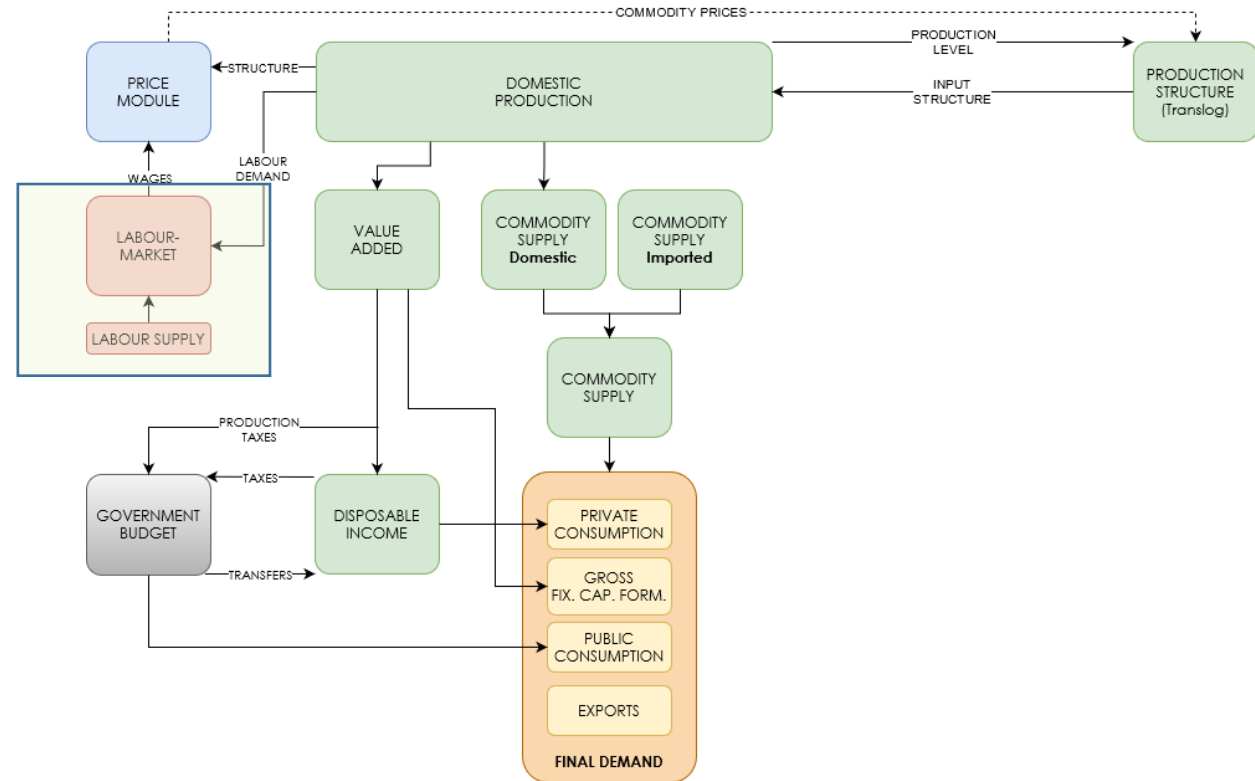 COMMODITY PRICES
PRICE
MODULE
STRUCTURE
DOMESTIC
PRODUCTION
PRODUCTION
LEVEL
INPUT
STRUCTURE
PRODUCTION
STRUCTURE
(Translog)
WAGES
LABOUR
DEMAND
LABOUR-
MARKET
LABOUR SUPPLY
VALUE
ADDED
COMMODITY
SUPPLY
Domestic
COMMODITY
SUPPLY
Imported
COMMODITY
SUPPLY
PRODUCTION
TAXES
GOVERNMENT
BUDGET
TAXES
TRANSFERS
DISPOSABLE
INCOME
PRIVATE
CONSUMPTION
GROSS
FIX. CAP. FORM.
PUBLIC
CONSUMPTION
EXPORTS
FINAL DEMAND